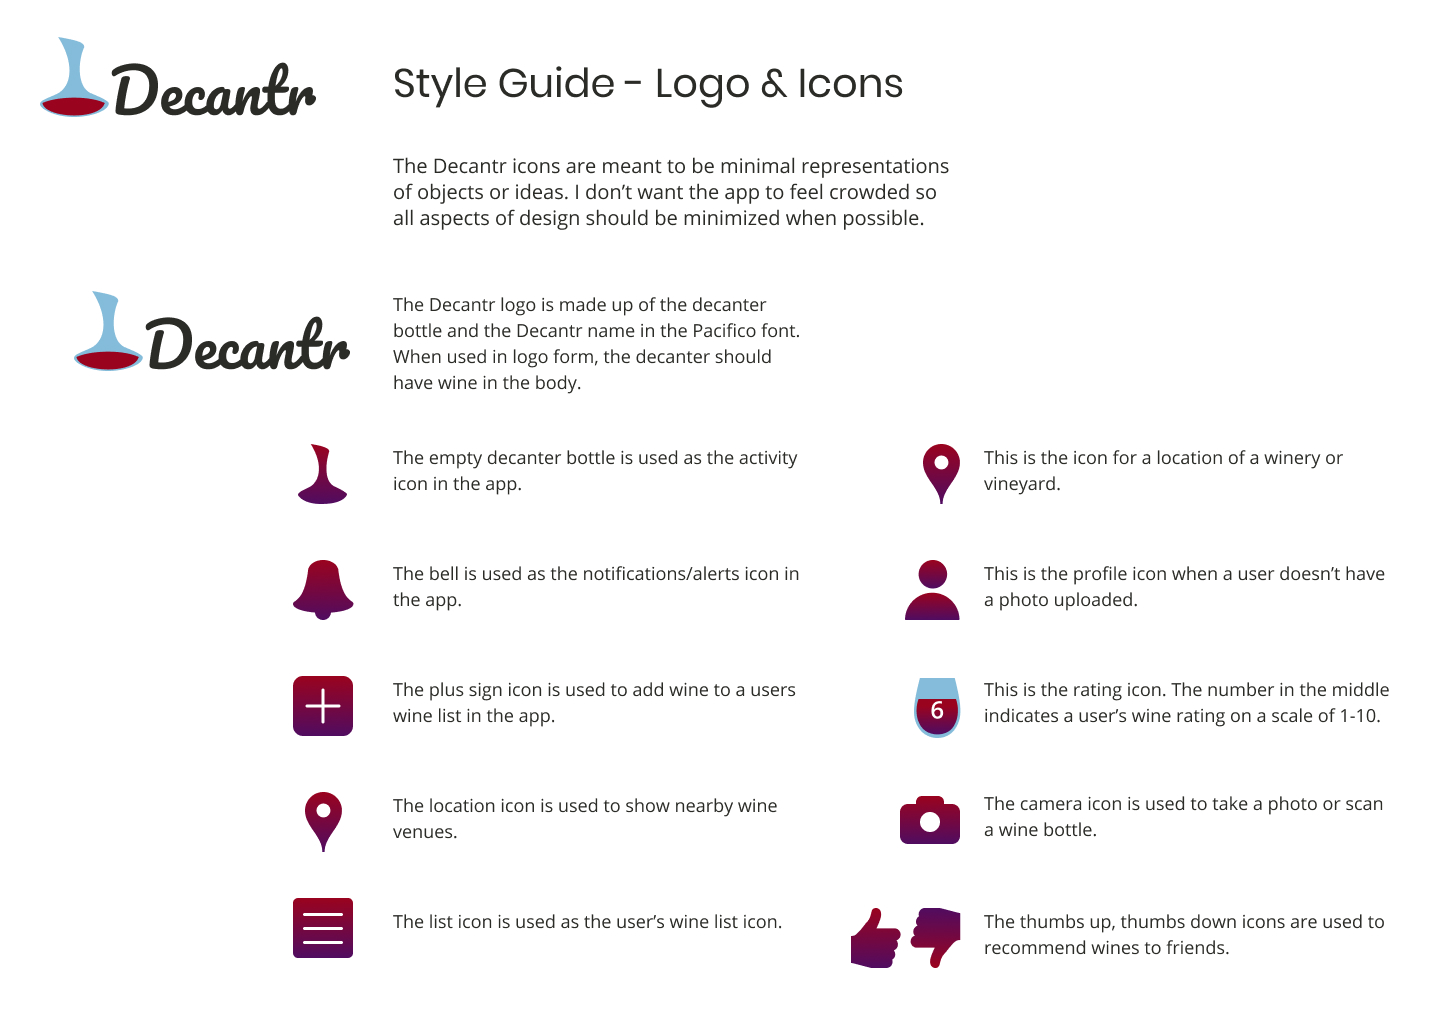 Decantr
Style Guide - Logo & Icons
The Decantr icons are meant to be minimal representations
of objects or ideas. I don’t want the app to feel crowded so
all aspects of design should be minimized when possible.
Decantr
The Decantr logo is made up of the decanter
bottle and the Decantr name in the Pacifico font.
When used in logo form, the decanter should
have wine in the body.
The empty decanter bottle is used as the activity
icon in the app.
The bell is used as the notifications/alerts icon in
the app.
The plus sign icon is used to add wine to a users
wine list in the app.
The location icon is used to show nearby wine
venues.
The list icon is used as the user’s wine list icon.
This is the icon for a location of a winery or
vineyard.
This is the profile icon when a user doesn’t have
a photo uploaded.
6
This is the rating icon. The number in the middle
indicates a user’s wine rating on a scale of 1-10.
The camera icon is used to take a photo or scan
a wine bottle.
The thumbs up, thumbs down icons are used to
recommend wines to friends.